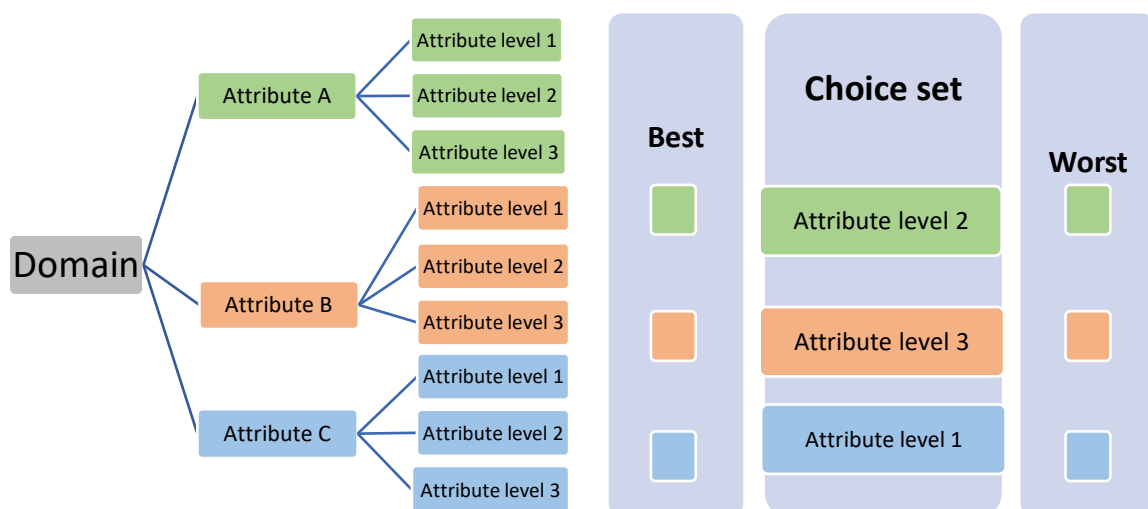 Domain
Attribute A
Attribute level 1
Attribute level 2
Attribute level 3
Attribute B
Attribute level 1
Attribute level 2
Attribute level 3
Attribute C
Attribute level 1
Attribute level 2
Attribute level 3
Best
Choice set
Worst
Attribute level 2
Attribute level 3
Attribute level 1